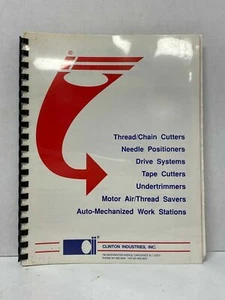 Thread/Chain Cutters
Needle Positioners
Drive Systems
Tape Cutters
Undertrimmers
Motor Air/Thread Savers
Auto-Mechanized Work Stations
CLINTON INDUSTRIES, INC.